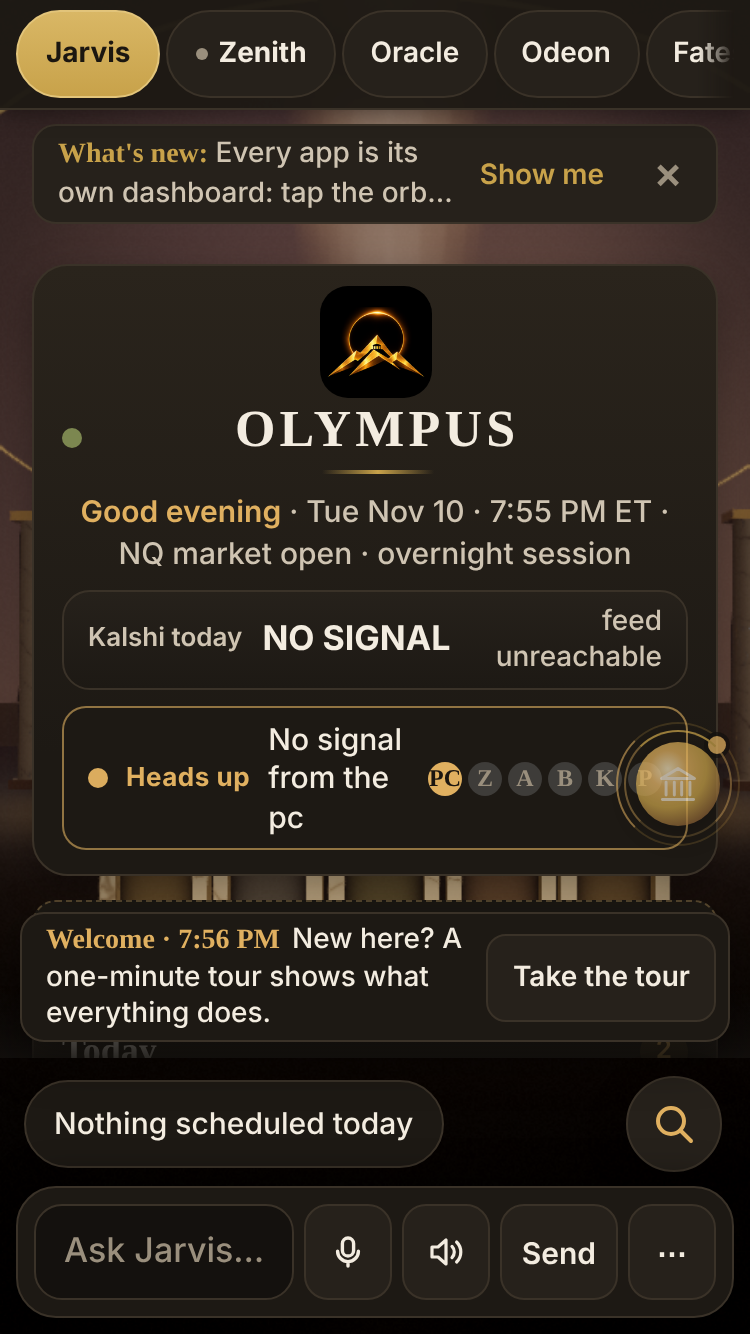 Jarvis
Zenith
Oracle
Odeon
Fate
What's new: Every app is its
own dashboard: tap the orb...
Show me
OLYMPUS
Good evening · Tue Nov 10 · 7:55 PM ET ·
NQ market open · overnight session
Kalshi today
NO SIGNAL
feed
unreachable
Heads up
No signal
from the
pc
PC
Z
A
B
K
P
Welcome · 7:56 PM New here? A
one-minute tour shows what
everything does.
Take the tour
Today
2
Nothing scheduled today
Ask Jarvis...
Send